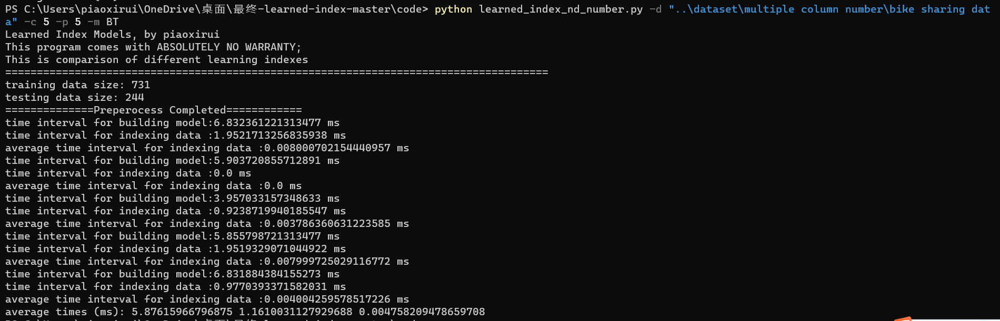 PS C:\Users\piaoxirui\OneDrive\桌面\最终-learned-index-master\code> python learned_index_nd_number.py -d "..\dataset\multiple column number\bike sharing dat
a" -c 5 -p 5 -m BT
Learned Index Models, by piaoxirui
This program comes with ABSOLUTELY NO WARRANTY;
This is comparison of different learning indexes
======================================================================================
training data size: 731
testing data size: 244
==============Preperocess Completed============
time interval for building model:6.832361221313477 ms
time interval for indexing data :1.9521713256835938 ms
average time interval for indexing data :0.008000702154440957 ms
time interval for building model:5.903720855712891 ms
time interval for indexing data :0.0 ms
average time interval for indexing data :0.0 ms
time interval for building model:3.957033157348633 ms
time interval for indexing data :0.9238719940185547 ms
average time interval for indexing data :0.003786360631223585 ms
time interval for building model:5.855798721313477 ms
time interval for indexing data :1.9519329071044922 ms
average time interval for indexing data :0.007999725029116772 ms
time interval for building model:6.831884384155273 ms
time interval for indexing data :0.9770393371582031 ms
average time interval for indexing data :0.004004259578517226 ms
average times (ms): 5.87615966796875 1.1610031127929688 0.004758209478659708